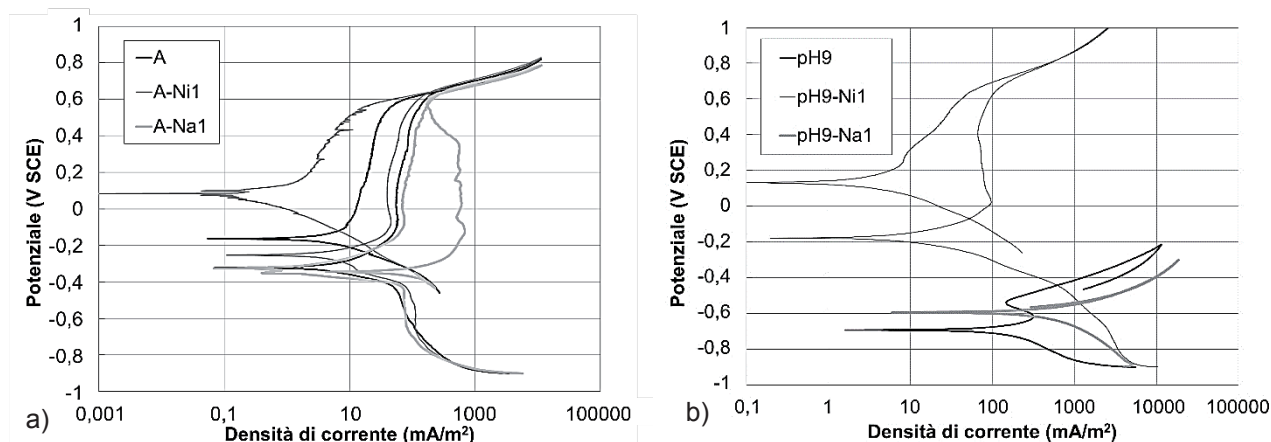 1
0,8
0,6
0,4
0,2
0
-0,2
-0,4
-0,6
-0,8
-1
Potenziale (V SCE)
A
A-Ni1
A-Na1
0,001
0,1
10
1000
100000
Densità di corrente (mA/m²)
a)
1
0,8
0,6
0,4
0,2
0
-0,2
-0,4
-0,6
-0,8
-1
Potenziale (V SCE)
pH9
pH9-Ni1
pH9-Na1
0,1
1
10
100
1000
10000
100000
Densità di corrente (mA/m²)
b)